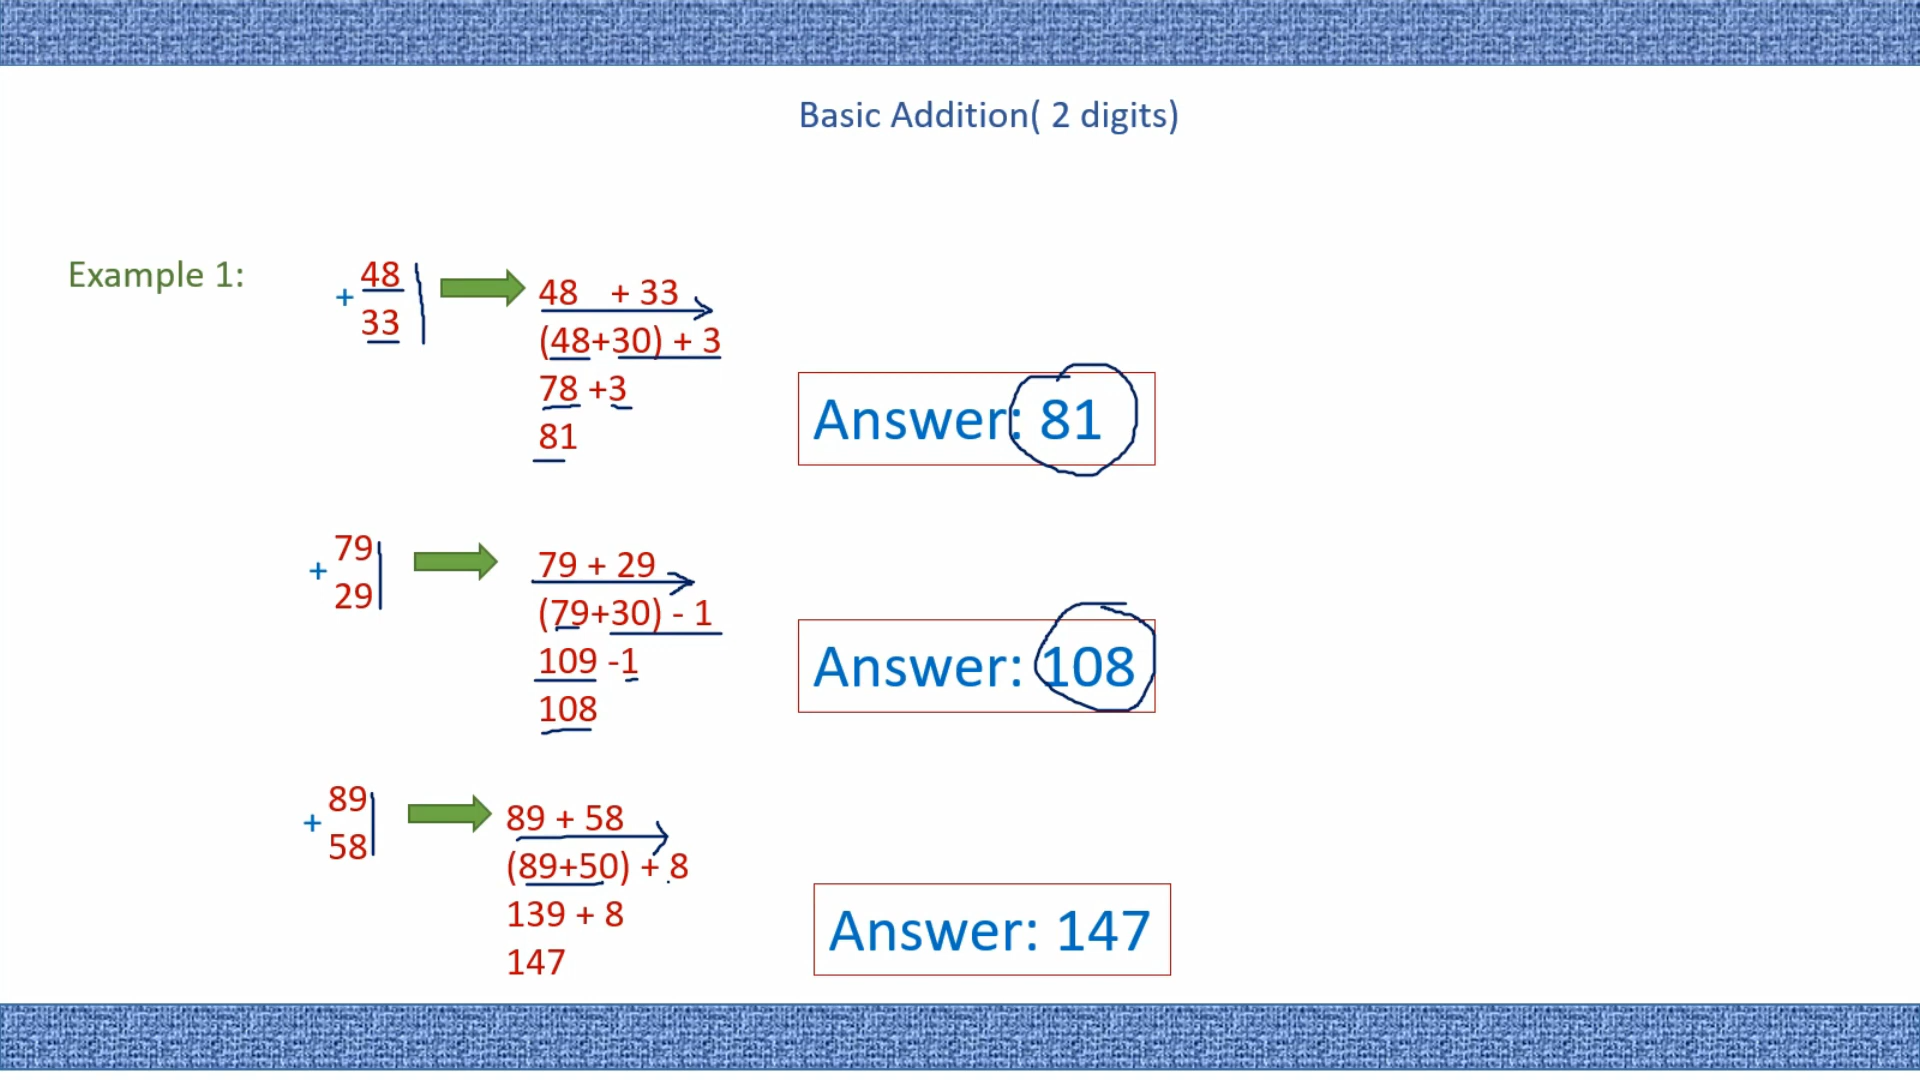 Basic Addition( 2 digits)
Example 1:
+ 48
33
48 + 33
(48+30) + 3
78 +3
81
Answer: 81
+ 79
29
79 + 29
(79+30) - 1
109 -1
108
Answer: 108
+ 89
58
89 + 58
(89+50) + 8
139 + 8
147
Answer: 147